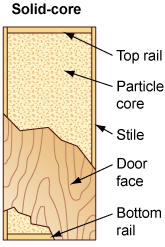 Solid-core
Top rail
Particle
core
Stile
Door
face
Bottom
rail